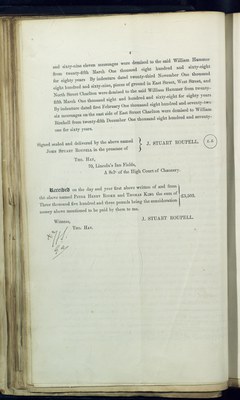 4
and sixty-nine eleven messuages were demised to the said William Hammer
from twenty-fifth March One thousand eight hundred and sixty-eight
for eighty years By indenture dated twenty-third November One thousand
eight hundred and sixty-nine, pieces of ground in East Street, West Street, and
North Street Charlton were demised to the said William Hammer from twenty-
fifth March One thousand eight and hundred and sixty-eight for eighty years
By indenture dated first February One thousand eight hundred and seventy-two
six messuages on the east side of East Street Charlton were demised to William
from twenty-fifth December One thousand eight hundred and seventy-
one for sixty years.
Signed sealed and delivered by the above named
John Stuart Roupell in the presence of
J. STUART ROUPELL. L.S
Tho. Hay,
Lincoln's Inn Fields,
A Solr of the High Court of Chancery.
Received on the day and year first above written of and from
the above named Percy Harry and Thomas King the sum of
Three thousand five hundred and three pounds being the consideration
money above mentioned to be paid by them to me.
£3,503.
J. STUART ROUPELL.
Witness,
Tho. Hay.